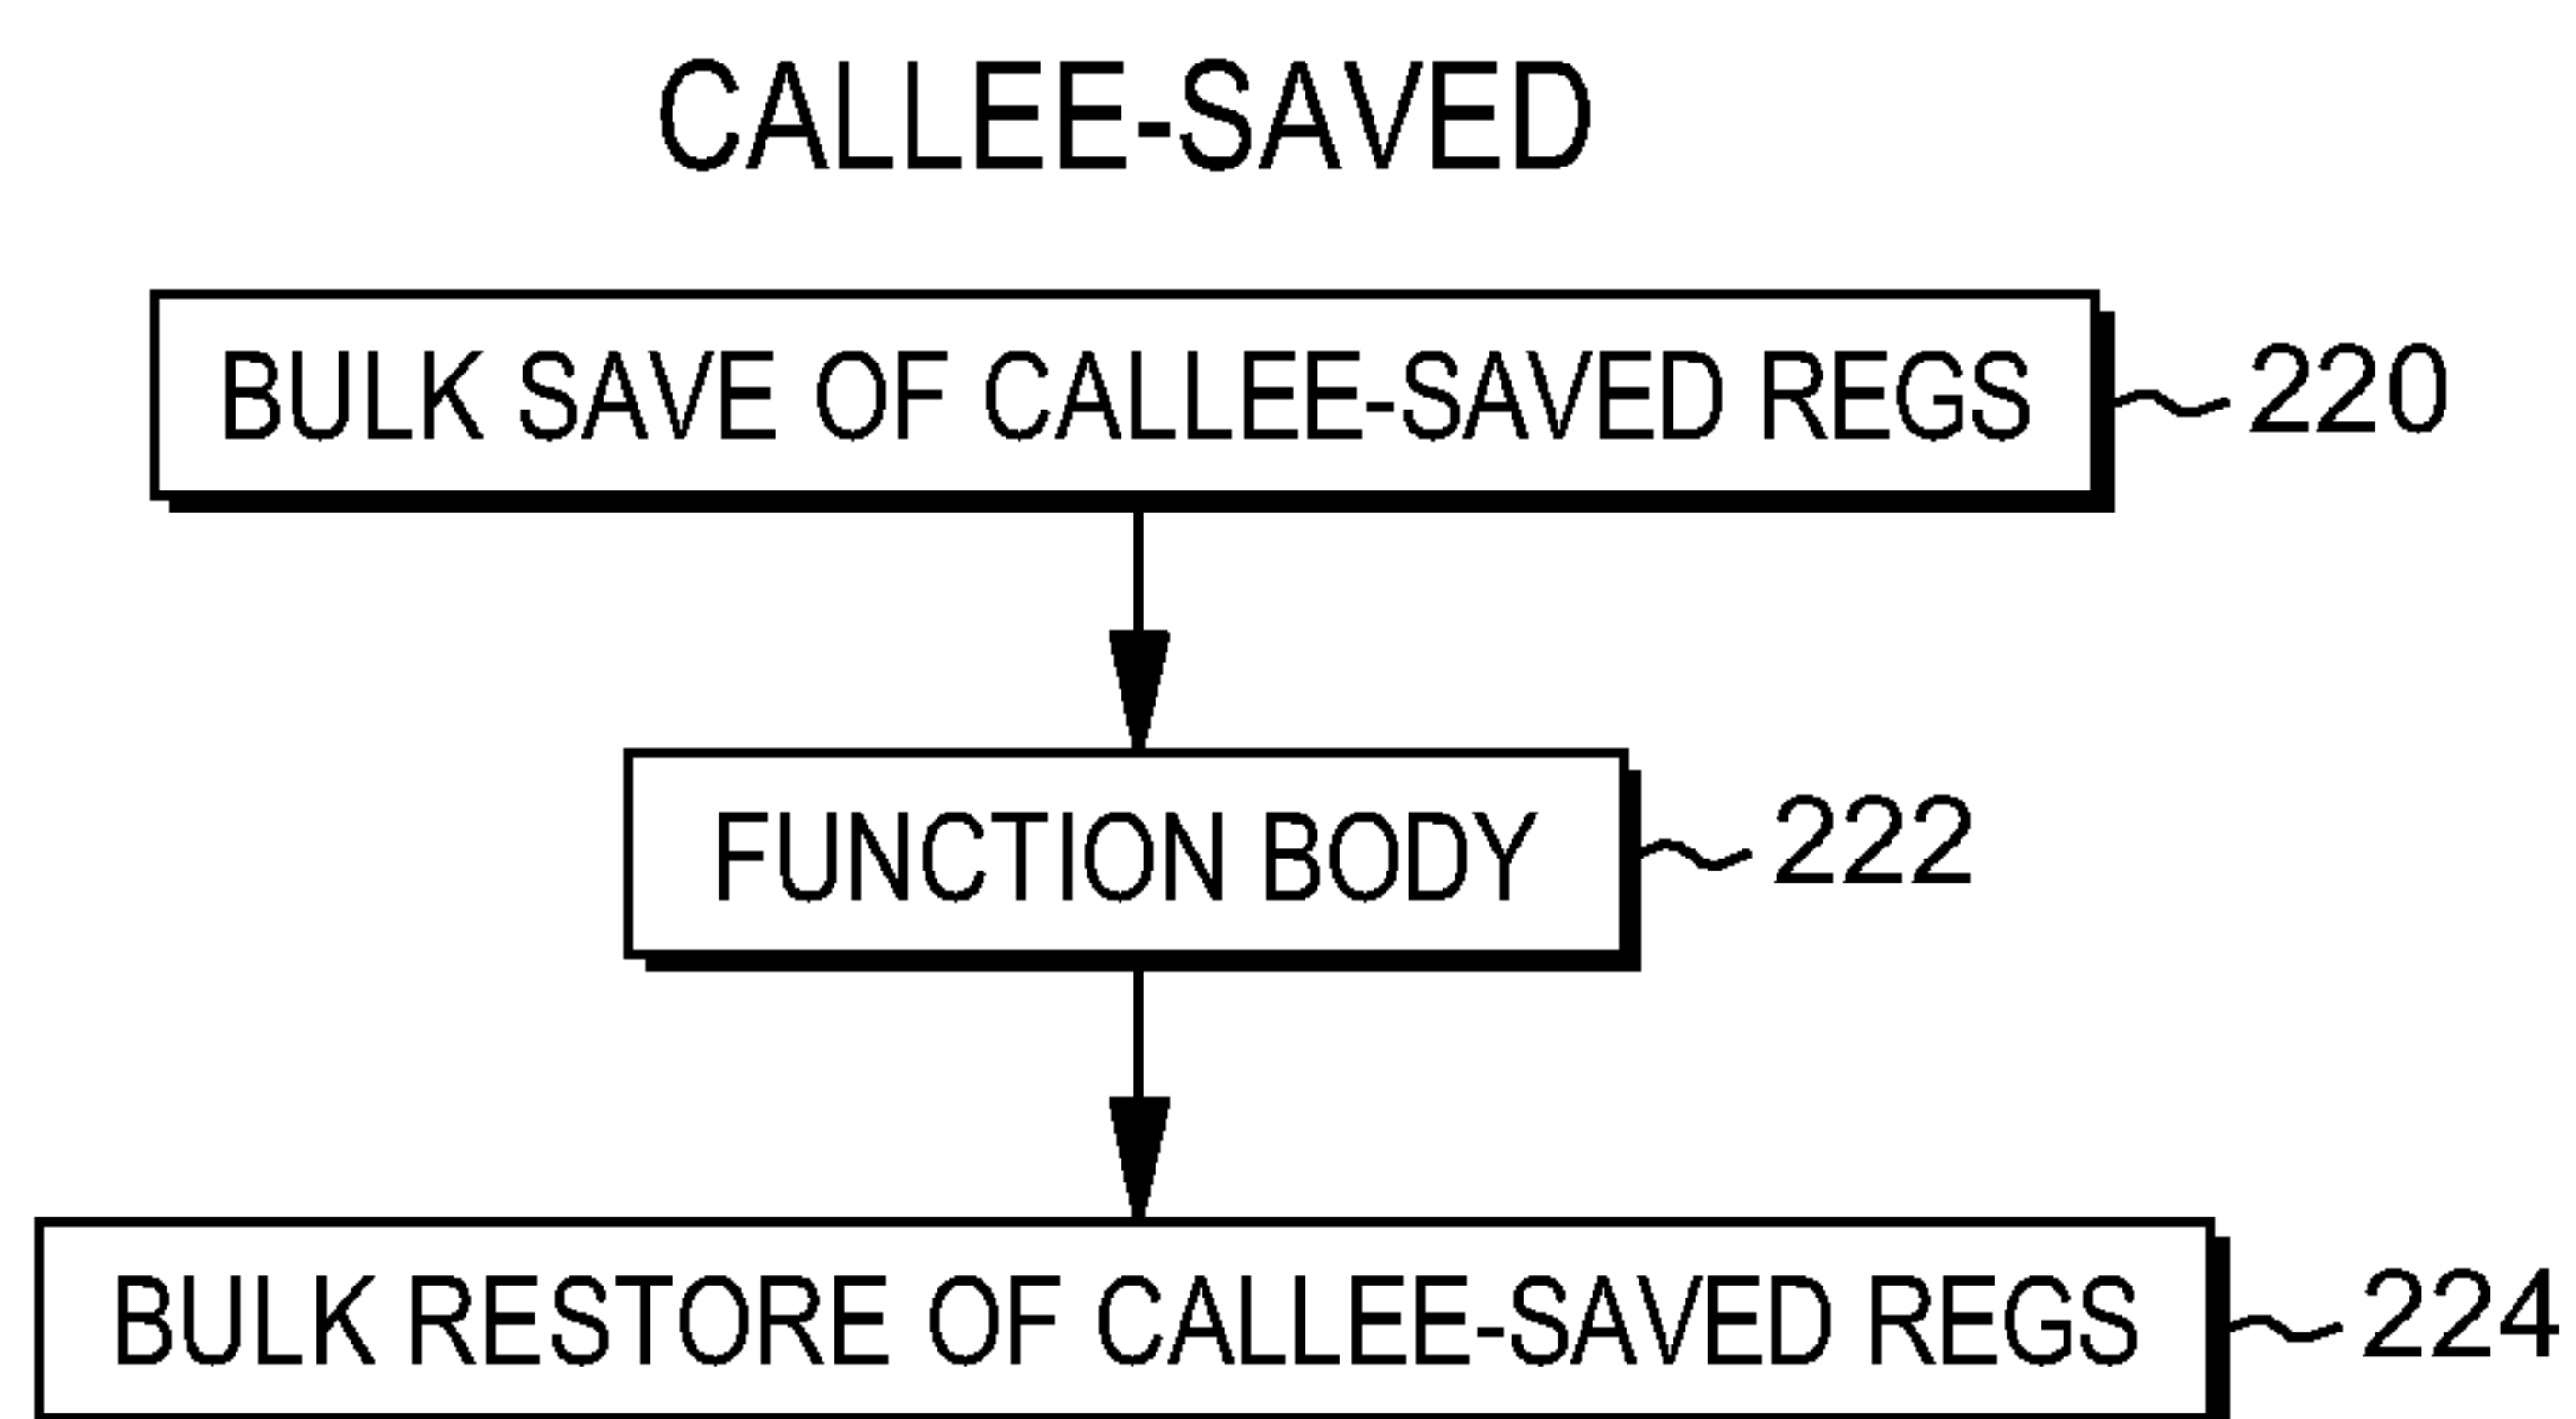 CALLEE-SAVED
BULK SAVE OF CALLEE-SAVED REGS 220
FUNCTION BODY 222
BULK RESTORE OF CALLEE-SAVED REGS 224